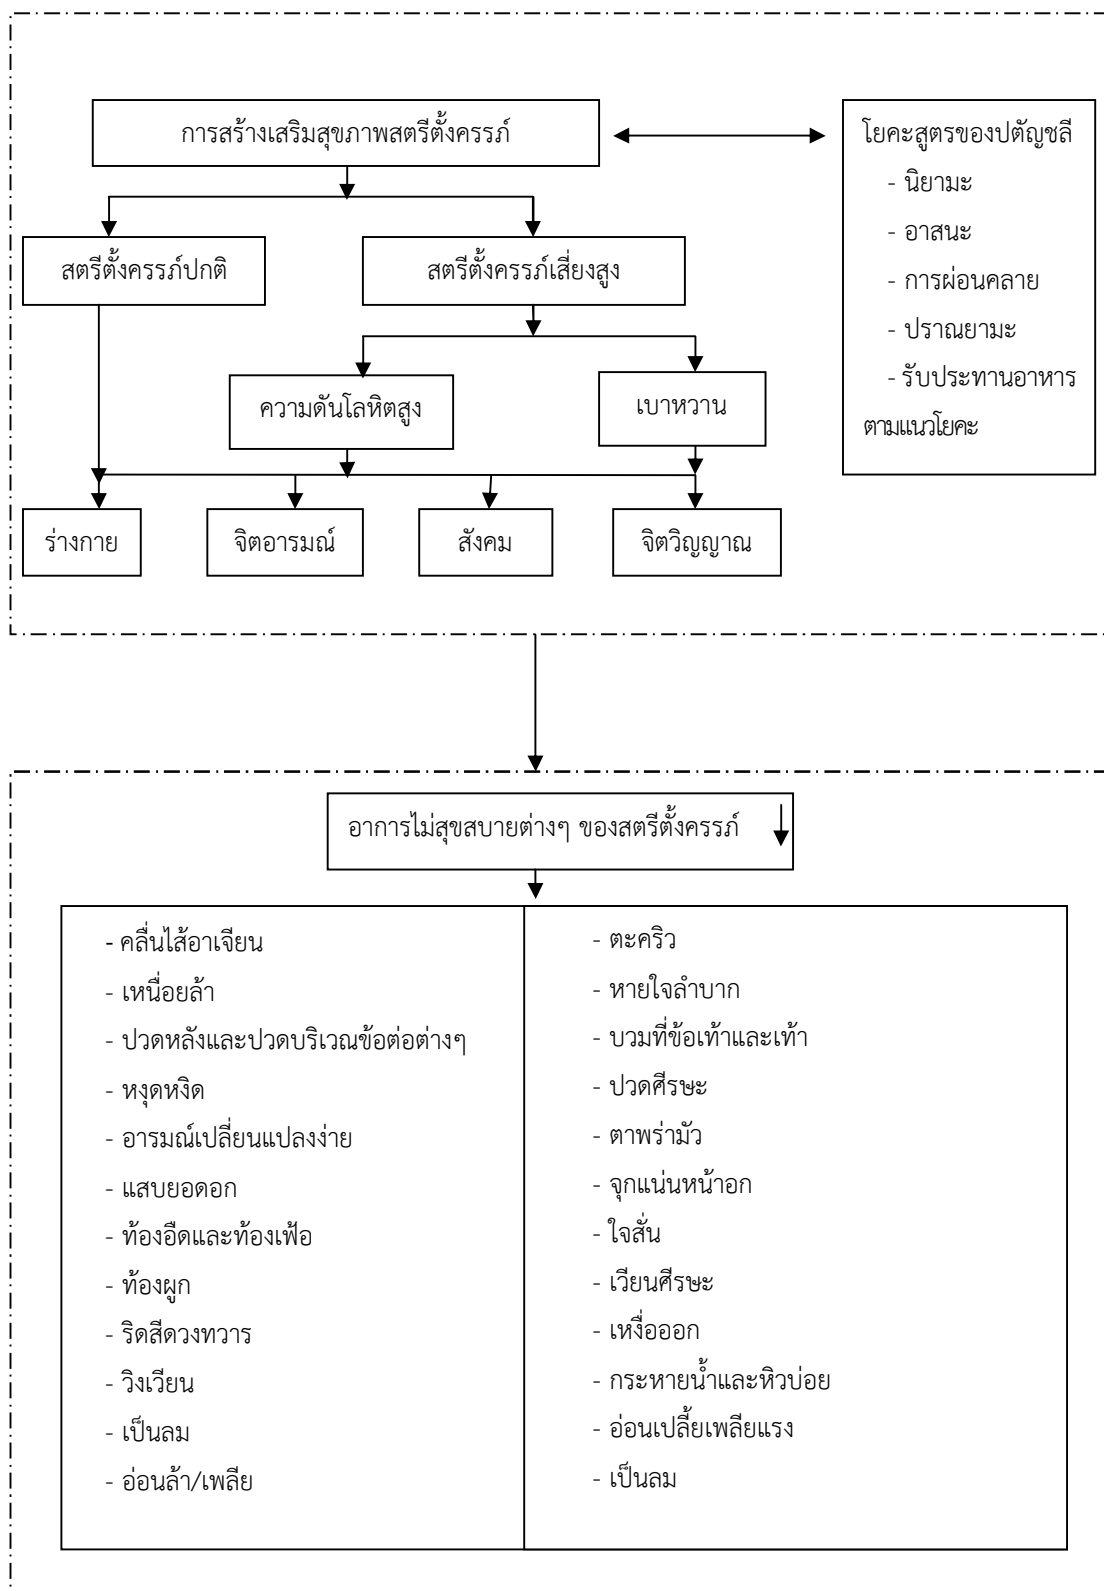 การสร้างเสริมสุขภาพสตรีตั้งครรภ์
โยคะสูตรของปตัญชลี
- นิยามะ
- อาสนะ
- การผ่อนคลาย
- ปราณยามะ
- รับประทานอาหาร
ตามแนวโยคะ
สตรีตั้งครรภ์ปกติ
สตรีตั้งครรภ์เสี่ยงสูง
ความดันโลหิตสูง
เบาหวาน
ร่างกาย
จิตอารมณ์
สังคม
จิตวิญญาณ
อาการไม่สุขสบายต่างๆ ของสตรีตั้งครรภ์
- คลื่นไส้อาเจียน
- เหนื่อยล้า
- ปวดหลังและปวดบริเวณข้อต่อต่างๆ
- หงุดหงิด
- อารมณ์เปลี่ยนแปลงง่าย
- แสบยอดอก
- ท้องอืดและท้องเฟ้อ
- ท้องผูก
- ริดสีดวงทวาร
- วิงเวียน
- เป็นลม
- อ่อนล้า/เพลีย
- ตะคริว
- หายใจลำบาก
- บวมที่ข้อเท้าและเท้า
- ปวดศีรษะ
- ตาพร่ามัว
- จุกแน่นหน้าอก
- ใจสั่น
- เวียนศีรษะ
- เหงื่อออก
- กระหายน้ำและหิวบ่อย
- อ่อนเปลี้ยเพลียแรง
- เป็นลม